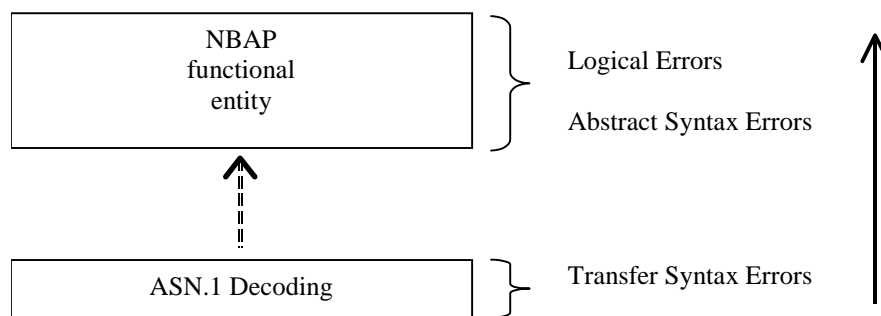 NBAP
functional
entity
Logical Errors
Abstract Syntax Errors
ASN.1 Decoding
Transfer Syntax Errors